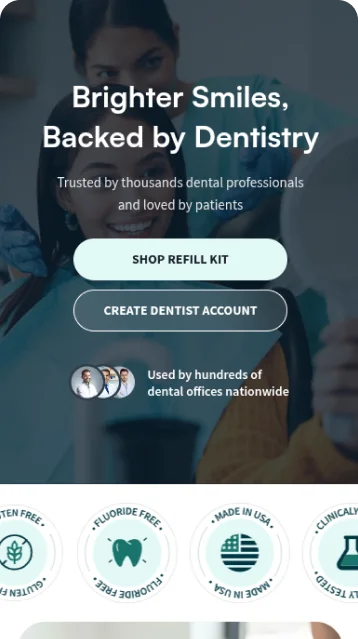 Brighter Smiles,
Backed by Dentistry
Trusted by thousands dental professionals
and loved by patients
SHOP REFILL KIT
CREATE DENTIST ACCOUNT
Used by hundreds of
dental offices nationwide
TEN FREE •
GLUTEN F
• FLUORIDE FREE •
FLUORIDE FREE
• MADE IN USA •
MADE IN USA
• CLINICALLY
LY TESTED